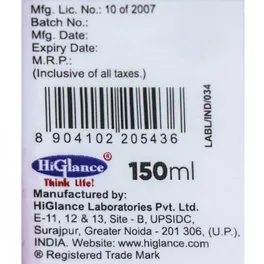 Mfg. Lic. No.: 10 of 2007
Batch No.:
Mfg. Date:
Expiry Date:
M.R.P.:
(Inclusive of all taxes.)
LABL/IND/034
8 904102 205436
HiGlance®
Think Life!
150ml
Manufactured by:
HiGlance Laboratories Pvt. Ltd.
E-11, 12 & 13, Site - B, UPSIDC,
Surajpur, Greater Noida - 201 306, (U.P.),
INDIA. Website: www.higlance.com
® Registered Trade Mark